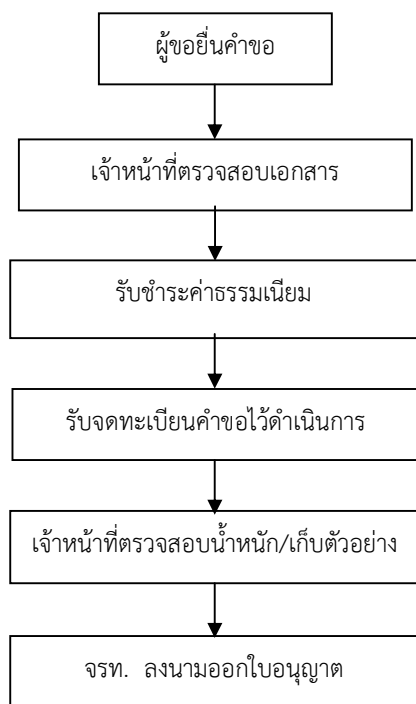 ผู้ขอยื่นคำขอ
เจ้าหน้าที่ตรวจสอบเอกสาร
รับชำระค่าธรรมเนียม
รับจดทะเบียนคำขอไว้ดำเนินการ
เจ้าหน้าที่ตรวจสอบน้ำหนัก/เก็บตัวอย่าง
จรท. ลงนามออกใบอนุญาต